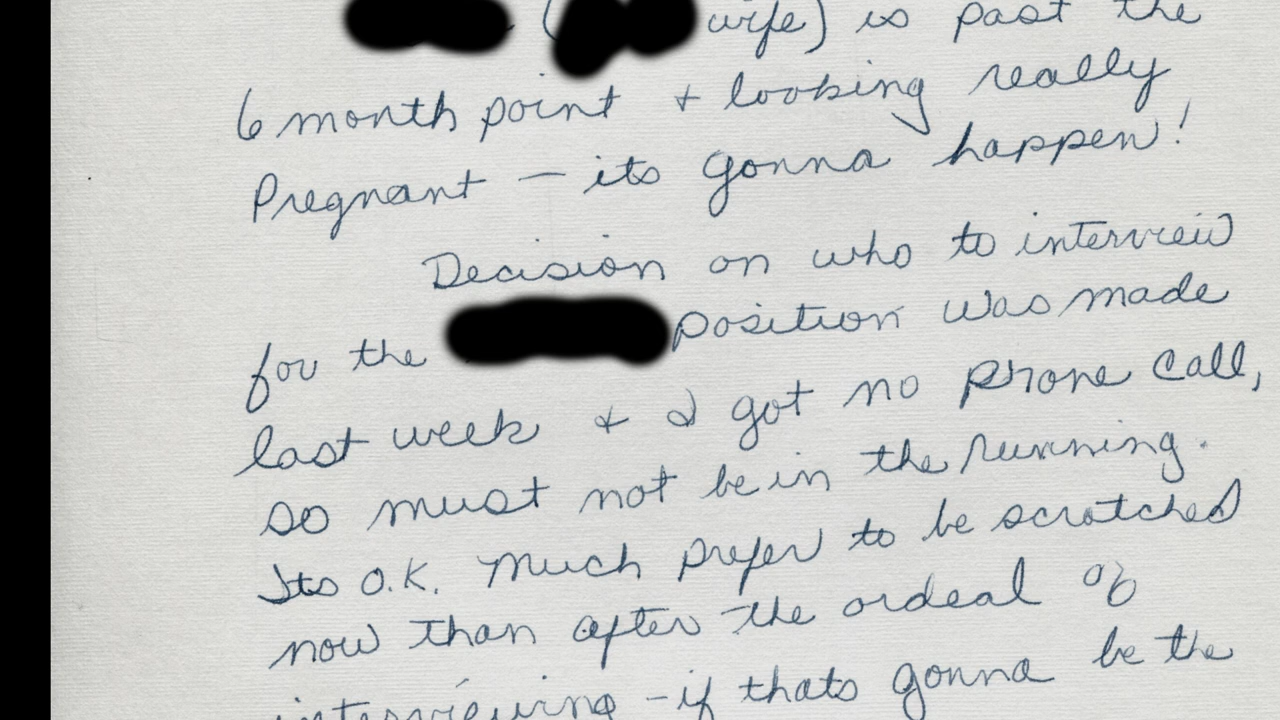 ( wife) is past the
6 month point + looking really
Pregnant — its gonna happen!
Decision on who to interview
for the position was made
last week + I got no phone call,
so must not be in the running.
Its O.K. Much prefer to be scratched
now than after the ordeal of
interviewing - if thats gonna be the